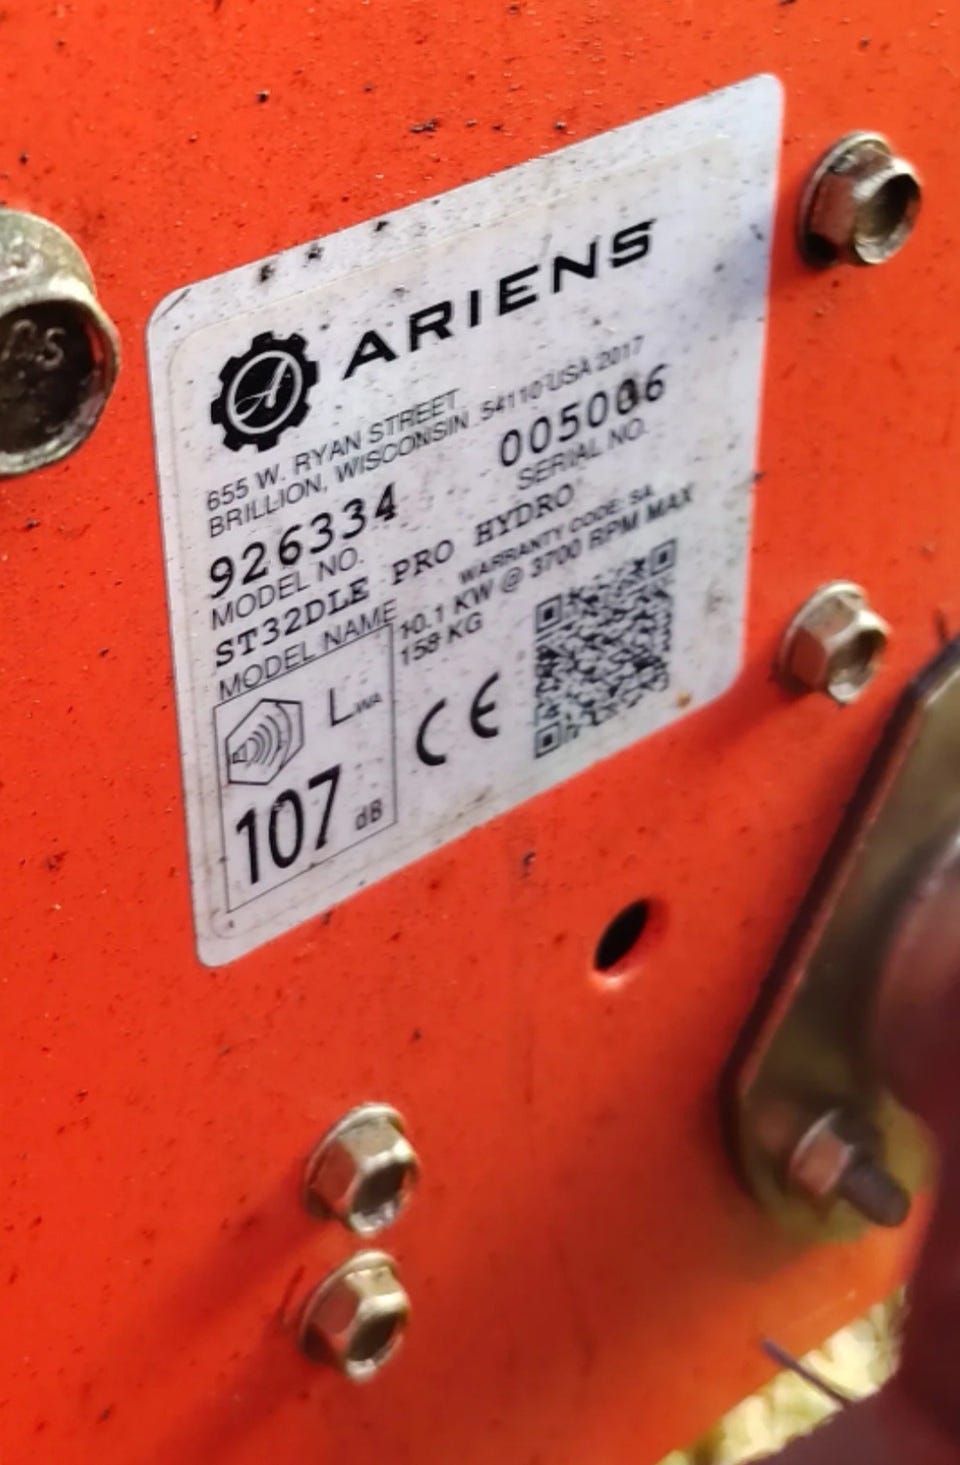 ARIENS
655 W. RYAN STREET
BRILLION, WISCONSIN 54110 USA 2017
926334 005006
MODEL NO. SERIAL NO.
ST32DLE PRO HYDRO
MODEL NAME WARRANTY CODE: SA
10.1 KW @ 3700 RPM MAX
158 KG
LWA
107 dB
CE